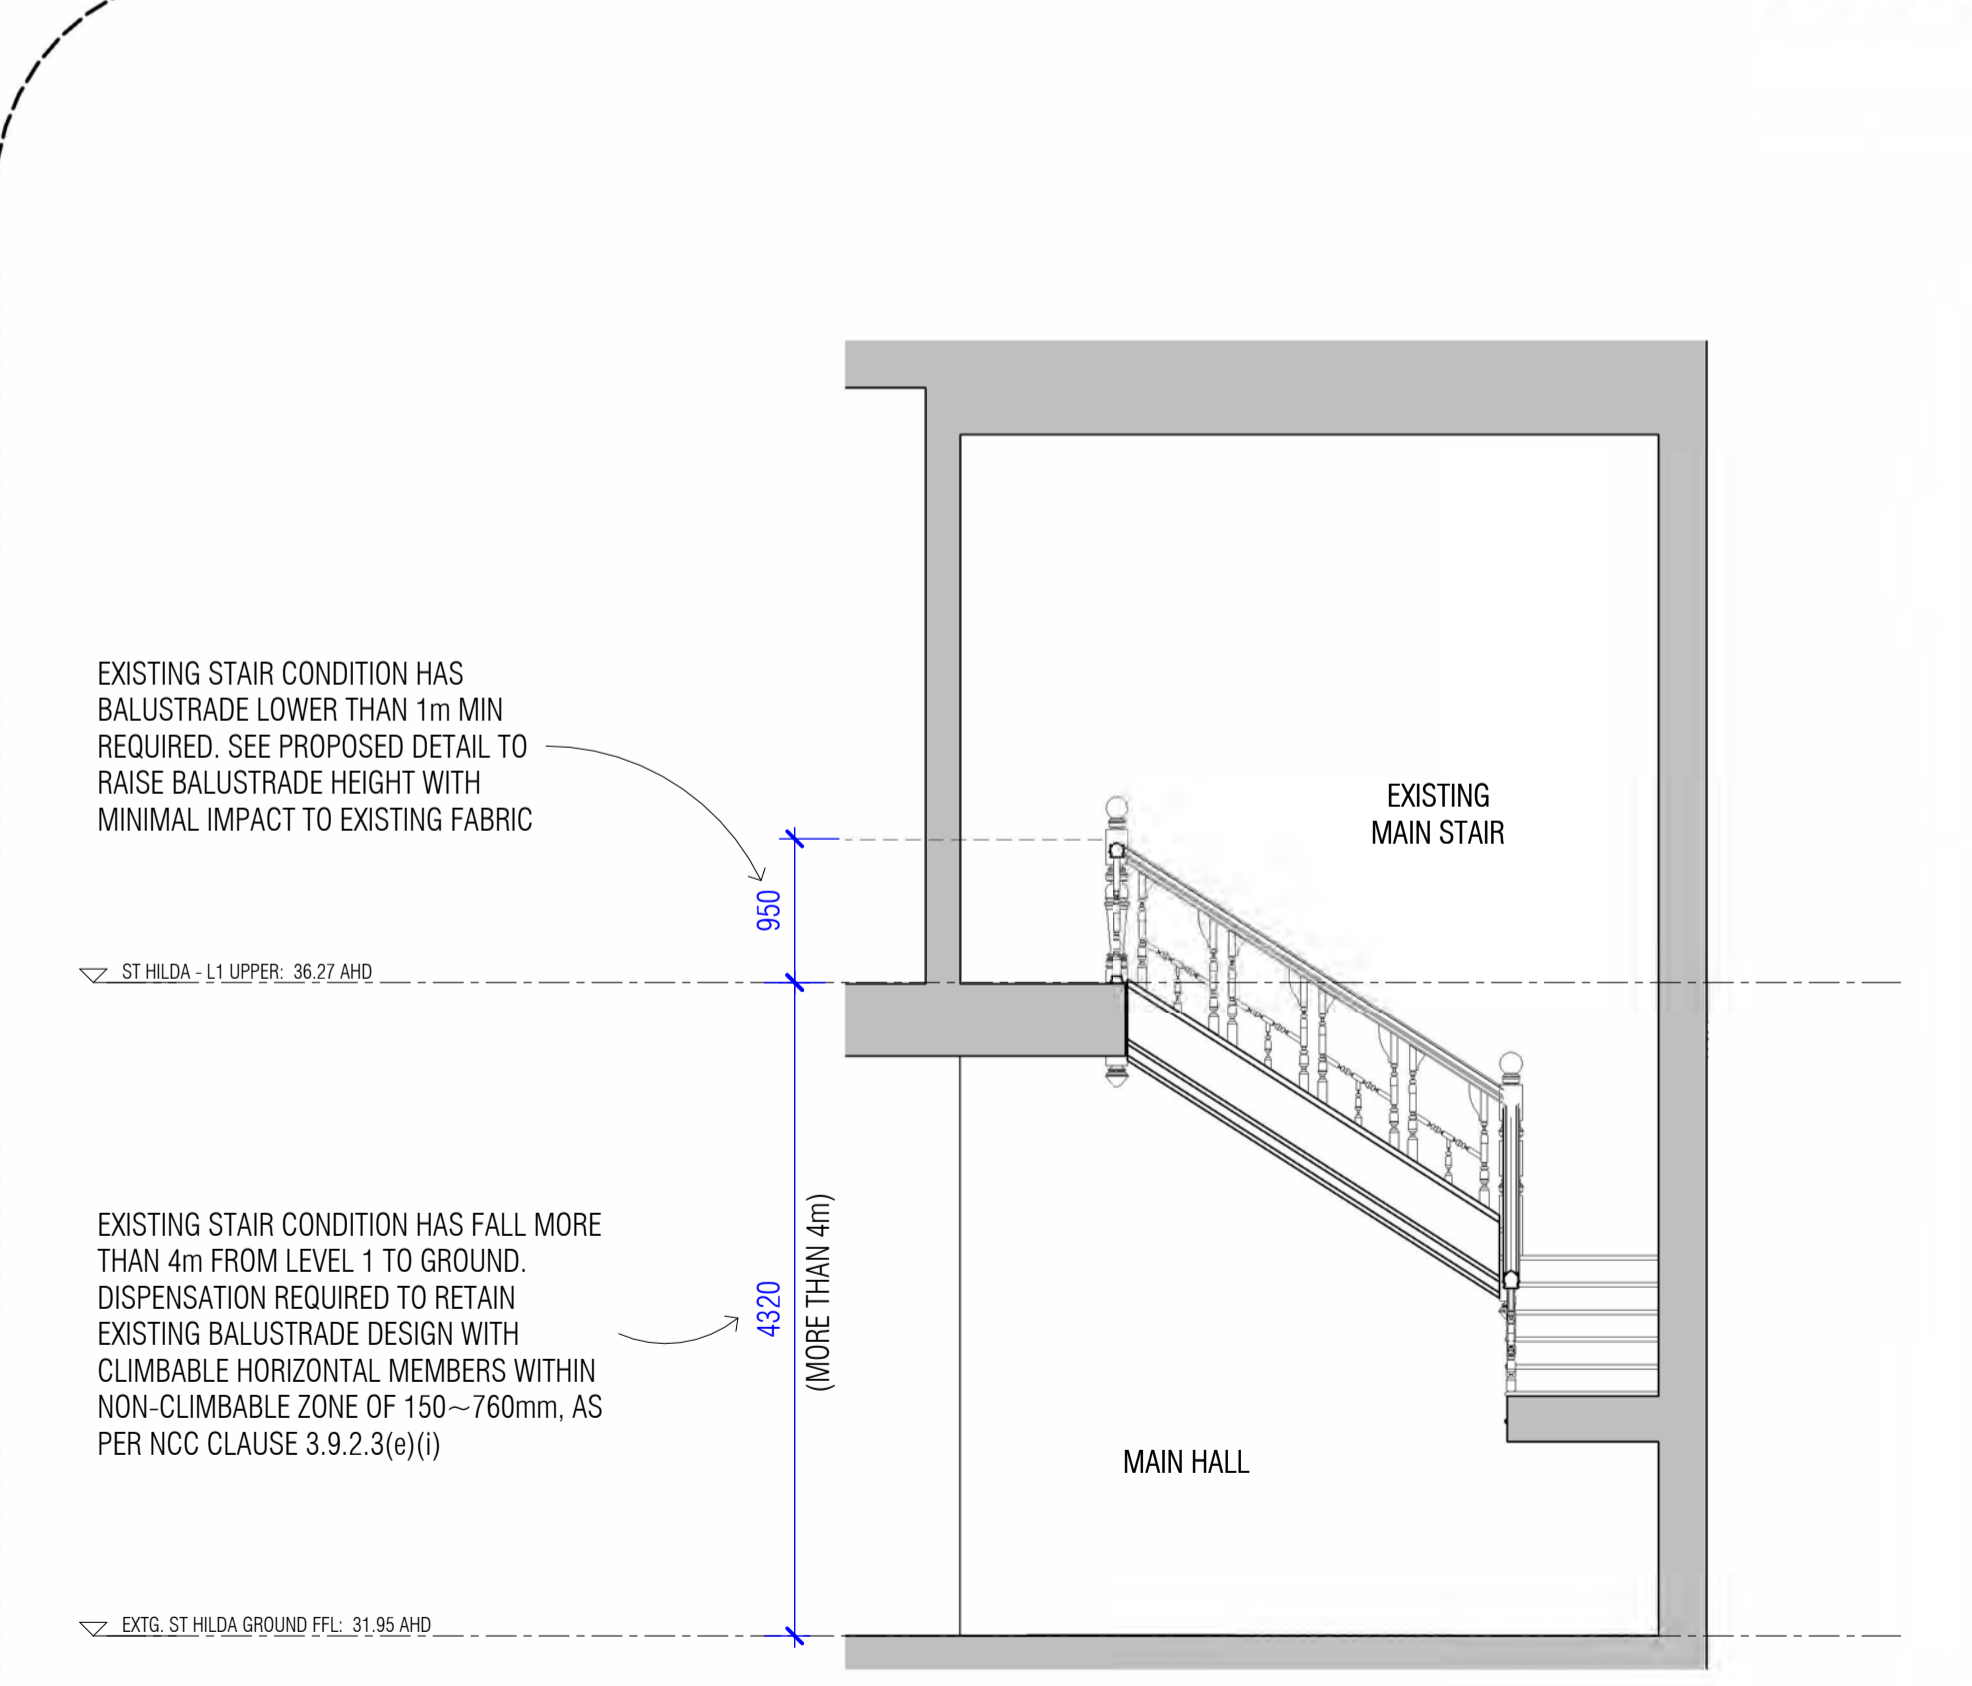 EXISTING STAIR CONDITION HAS
BALUSTRADE LOWER THAN 1m MIN
REQUIRED. SEE PROPOSED DETAIL TO
RAISE BALUSTRADE HEIGHT WITH
MINIMAL IMPACT TO EXISTING FABRIC
EXISTING
MAIN STAIR
950
ST HILDA - L1 UPPER: 36.27 AHD
EXISTING STAIR CONDITION HAS FALL MORE
THAN 4m FROM LEVEL 1 TO GROUND.
DISPENSATION REQUIRED TO RETAIN
EXISTING BALUSTRADE DESIGN WITH
CLIMBABLE HORIZONTAL MEMBERS WITHIN
NON-CLIMBABLE ZONE OF 150~760mm, AS
PER NCC CLAUSE 3.9.2.3(e)(i)
4320
(MORE THAN 4m)
MAIN HALL
EXTG. ST HILDA GROUND FFL: 31.95 AHD